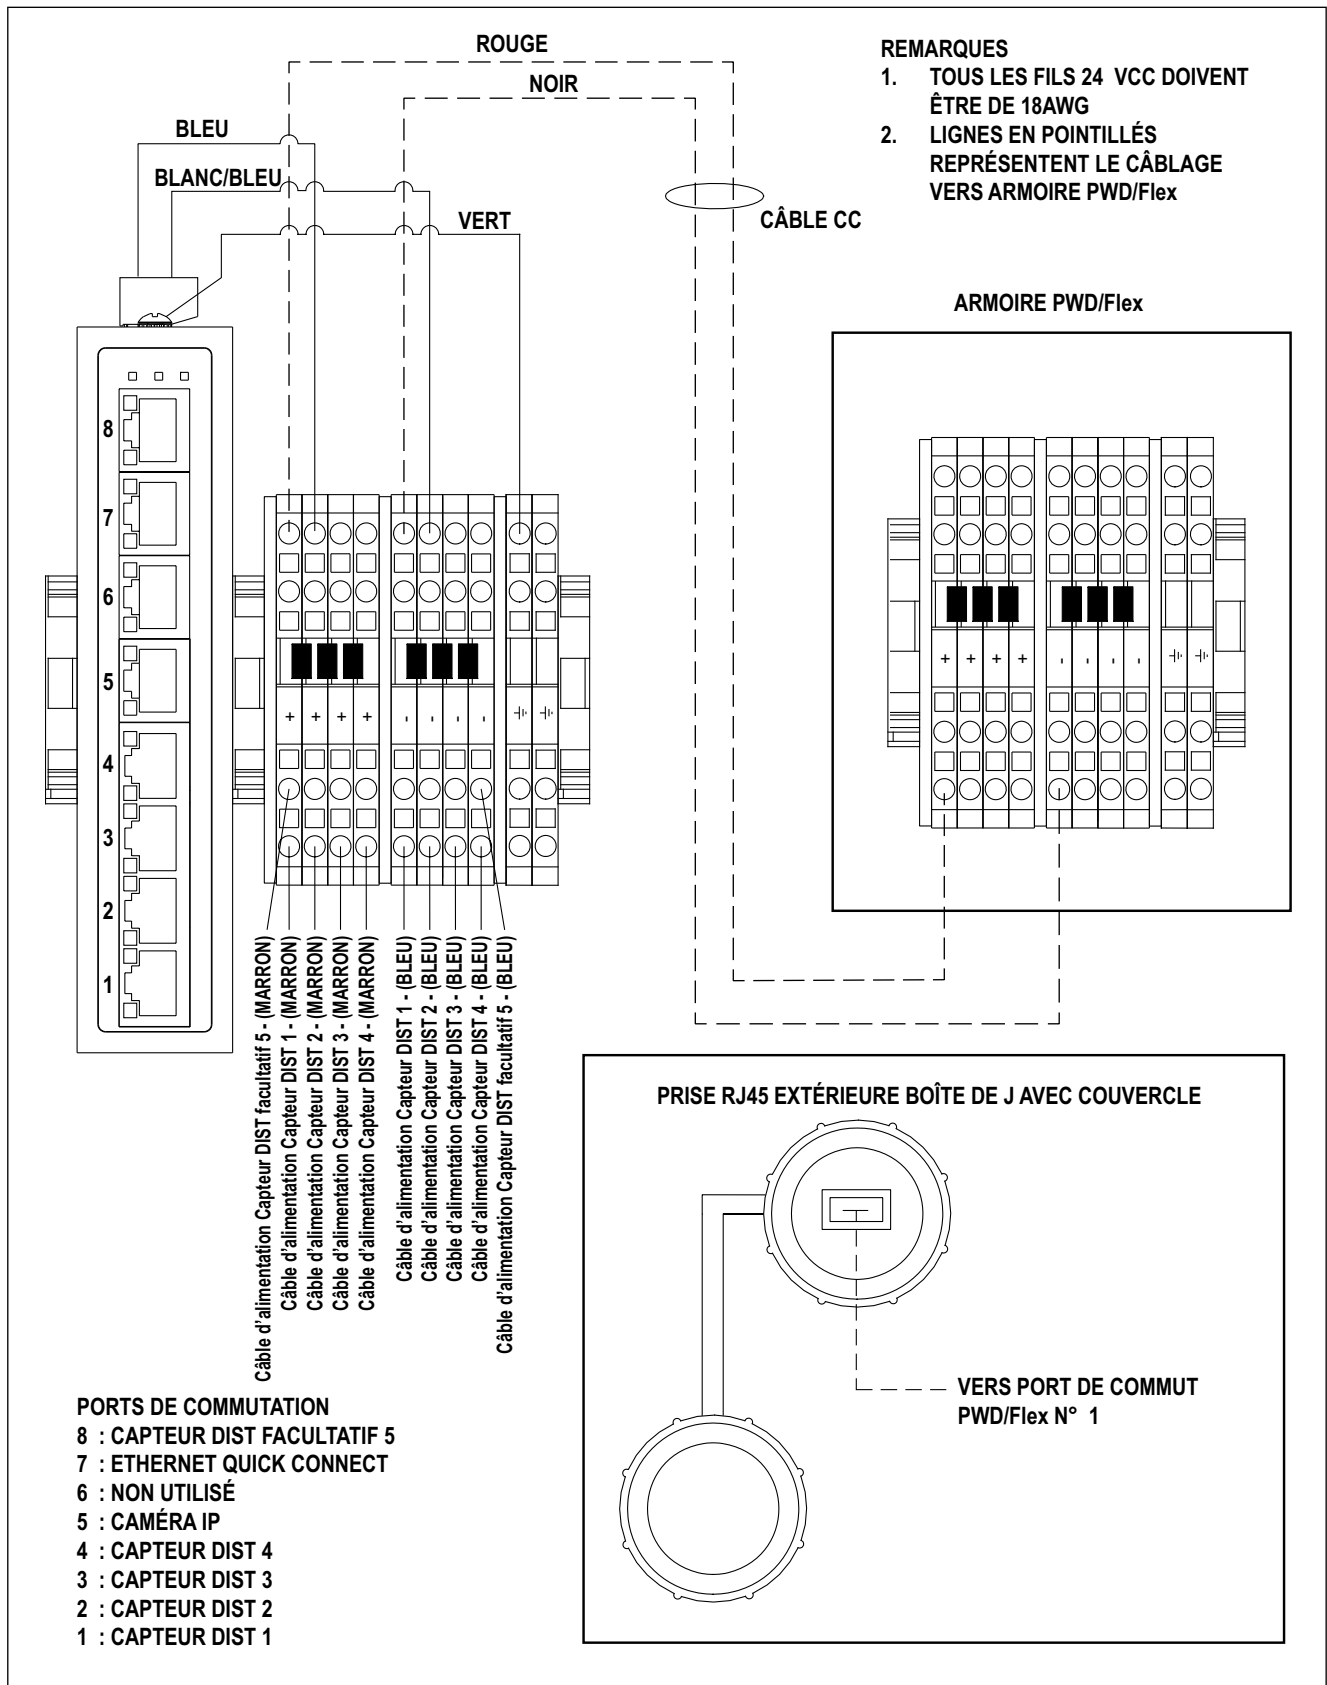 ROUGE
NOIR
BLEU
BLANC/BLEU
VERT
CÂBLE CC
REMARQUES
1. TOUS LES FILS 24 VCC DOIVENT
ÊTRE DE 18AWG
2. LIGNES EN POINTILLÉS
REPRÉSENTENT LE CÂBLAGE
VERS ARMOIRE PWD/Flex
ARMOIRE PWD/Flex
8
7
6
5
4
3
2
1
+ + + + - - - -
+ + + + - - - -
Câble d'alimentation Capteur DIST facultatif 5 - (MARRON)
Câble d'alimentation Capteur DIST 1 - (MARRON)
Câble d'alimentation Capteur DIST 2 - (MARRON)
Câble d'alimentation Capteur DIST 3 - (MARRON)
Câble d'alimentation Capteur DIST 4 - (MARRON)
Câble d'alimentation Capteur DIST 1 - (BLEU)
Câble d'alimentation Capteur DIST 2 - (BLEU)
Câble d'alimentation Capteur DIST 3 - (BLEU)
Câble d'alimentation Capteur DIST 4 - (BLEU)
Câble d'alimentation Capteur DIST facultatif 5 - (BLEU)
PRISE RJ45 EXTÉRIEURE BOÎTE DE J AVEC COUVERCLE
VERS PORT DE COMMUT
PWD/Flex N° 1
PORTS DE COMMUTATION
8 : CAPTEUR DIST FACULTATIF 5
7 : ETHERNET QUICK CONNECT
6 : NON UTILISÉ
5 : CAMÉRA IP
4 : CAPTEUR DIST 4
3 : CAPTEUR DIST 3
2 : CAPTEUR DIST 2
1 : CAPTEUR DIST 1